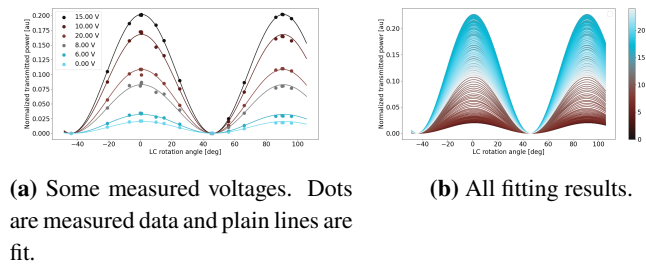 0.200
0.175
0.150
0.125
0.100
0.075
0.050
0.025
0.000
Normalized transmitted power [au]
15.00 V
10.00 V
20.00 V
8.00 V
6.00 V
0.00 V
−40 −20 0 20 40 60 80 100
LC rotation angle [deg]
0.20
0.15
0.10
0.05
0.00
Normalized transmitted power [au]
−40 −20 0 20 40 60 80 100
LC rotation angle [deg]
20
15
10
5
0
(a) Some measured voltages. Dots
are measured data and plain lines are
fit.
(b) All fitting results.